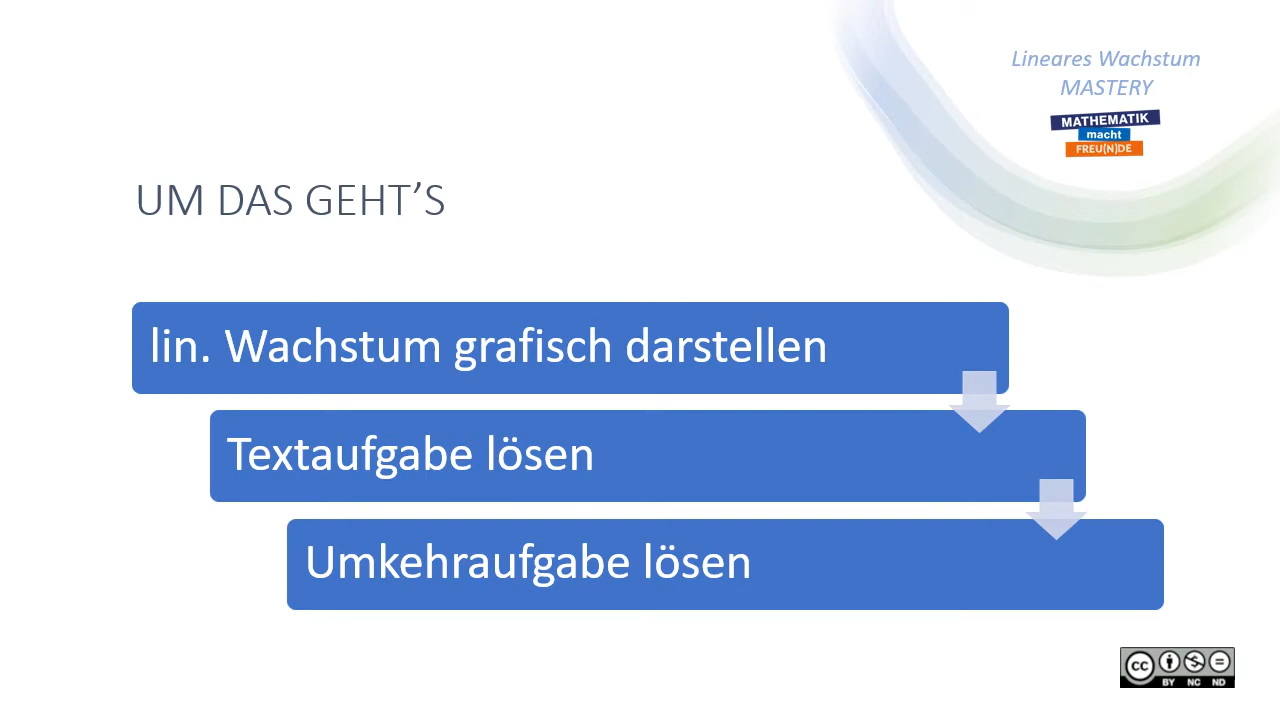 Lineares Wachstum
MASTERY
MATHEMATIK
macht
FREU(N)DE
UM DAS GEHT’S
lin. Wachstum grafisch darstellen
Textaufgabe lösen
Umkehraufgabe lösen
cc
BY NC ND